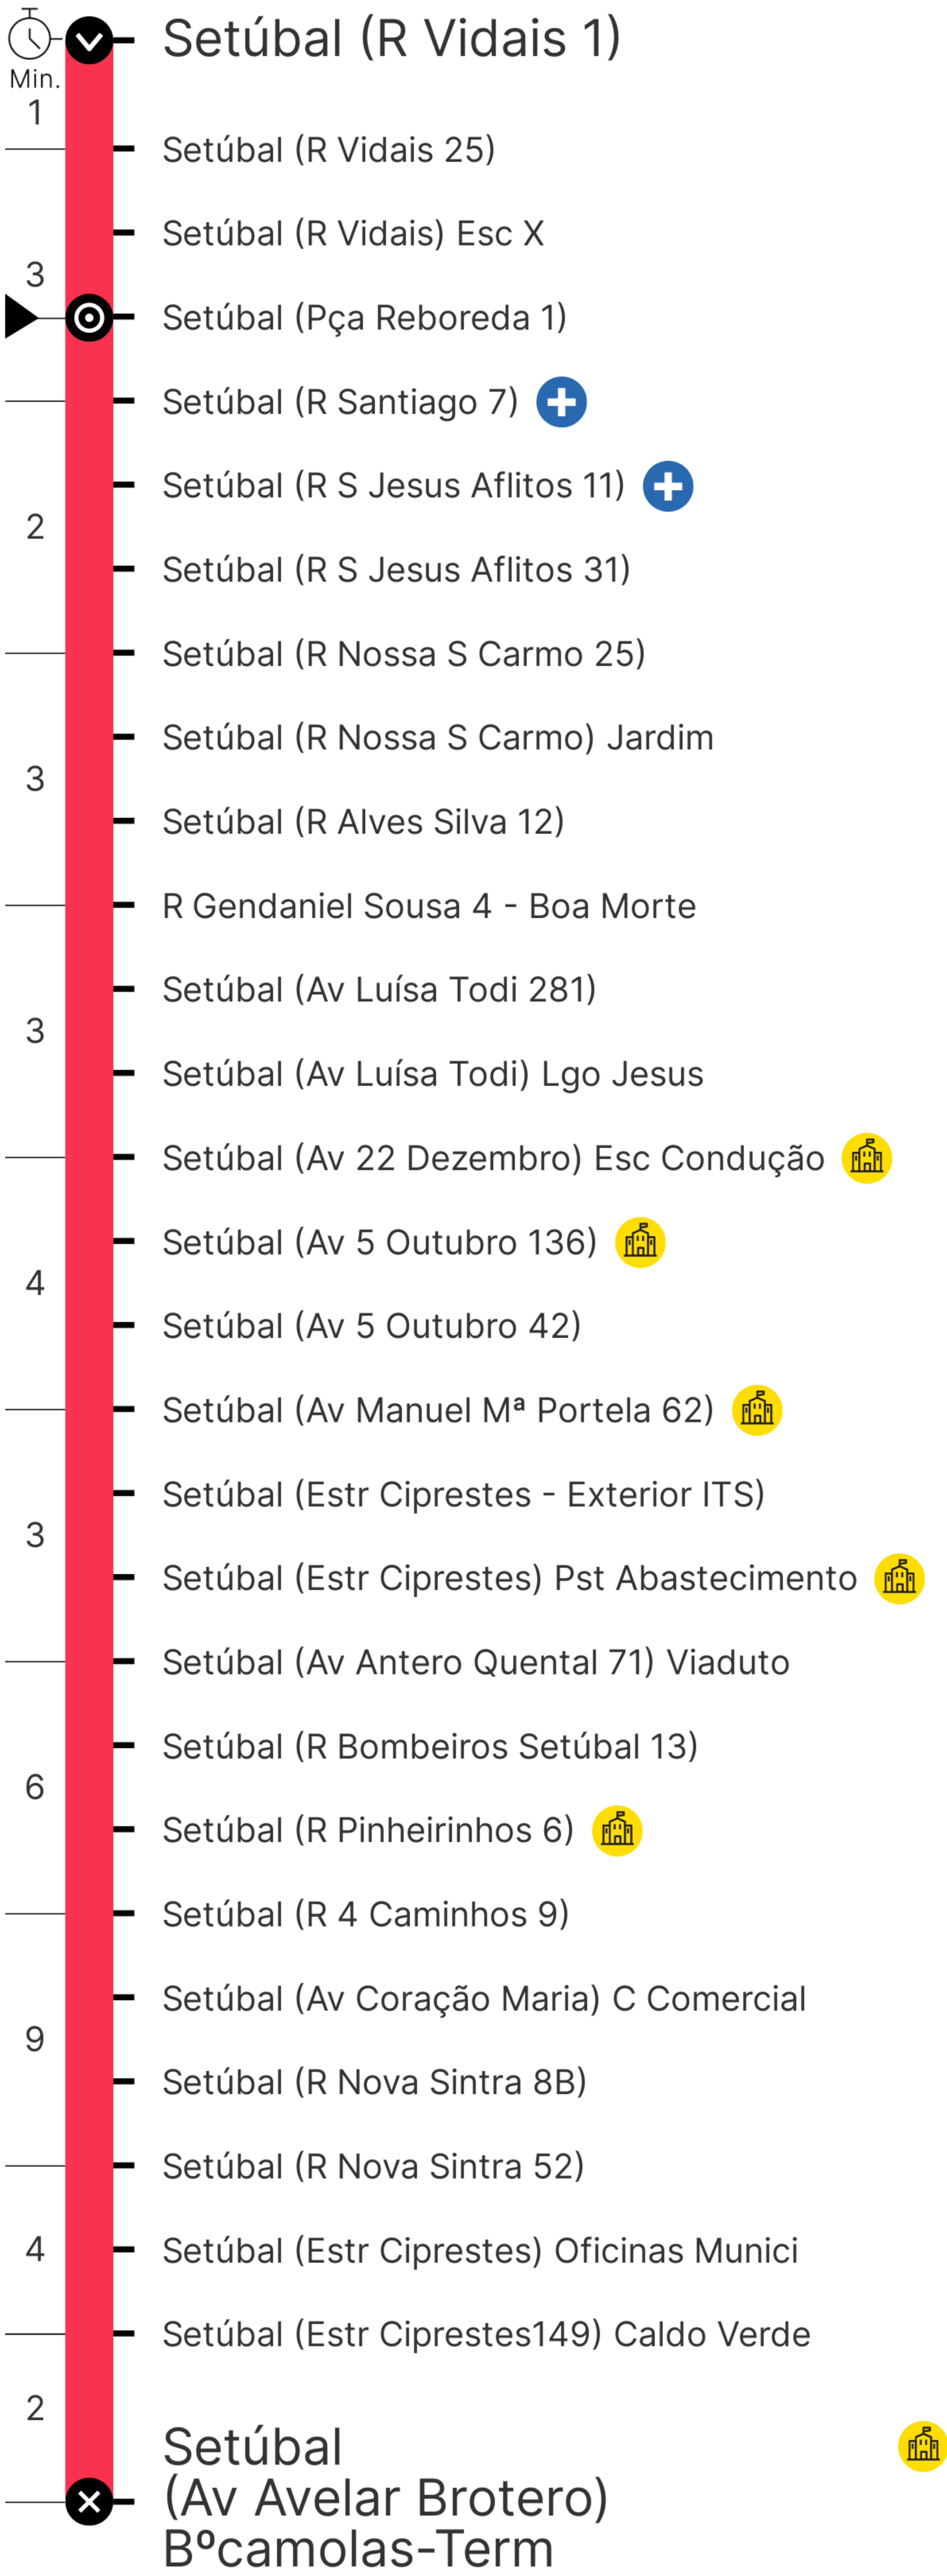 Setúbal (R Vidais 1)
Min.
1
Setúbal (R Vidais 25)
Setúbal (R Vidais) Esc X
3
Setúbal (Pça Reboreda 1)
Setúbal (R Santiago 7)
Setúbal (R S Jesus Aflitos 11)
2
Setúbal (R S Jesus Aflitos 31)
Setúbal (R Nossa S Carmo 25)
Setúbal (R Nossa S Carmo) Jardim
3
Setúbal (R Alves Silva 12)
R Gendaniel Sousa 4 - Boa Morte
Setúbal (Av Luísa Todi 281)
3
Setúbal (Av Luísa Todi) Lgo Jesus
Setúbal (Av 22 Dezembro) Esc Condução
Setúbal (Av 5 Outubro 136)
4
Setúbal (Av 5 Outubro 42)
Setúbal (Av Manuel Mª Portela 62)
Setúbal (Estr Ciprestes - Exterior ITS)
3
Setúbal (Estr Ciprestes) Pst Abastecimento
Setúbal (Av Antero Quental 71) Viaduto
Setúbal (R Bombeiros Setúbal 13)
6
Setúbal (R Pinheirinhos 6)
Setúbal (R 4 Caminhos 9)
Setúbal (Av Coração Maria) C Comercial
9
Setúbal (R Nova Sintra 8B)
Setúbal (R Nova Sintra 52)
4
Setúbal (Estr Ciprestes) Oficinas Munici
Setúbal (Estr Ciprestes149) Caldo Verde
2
Setúbal
(Av Avelar Brotero)
Bºcamolas-Term